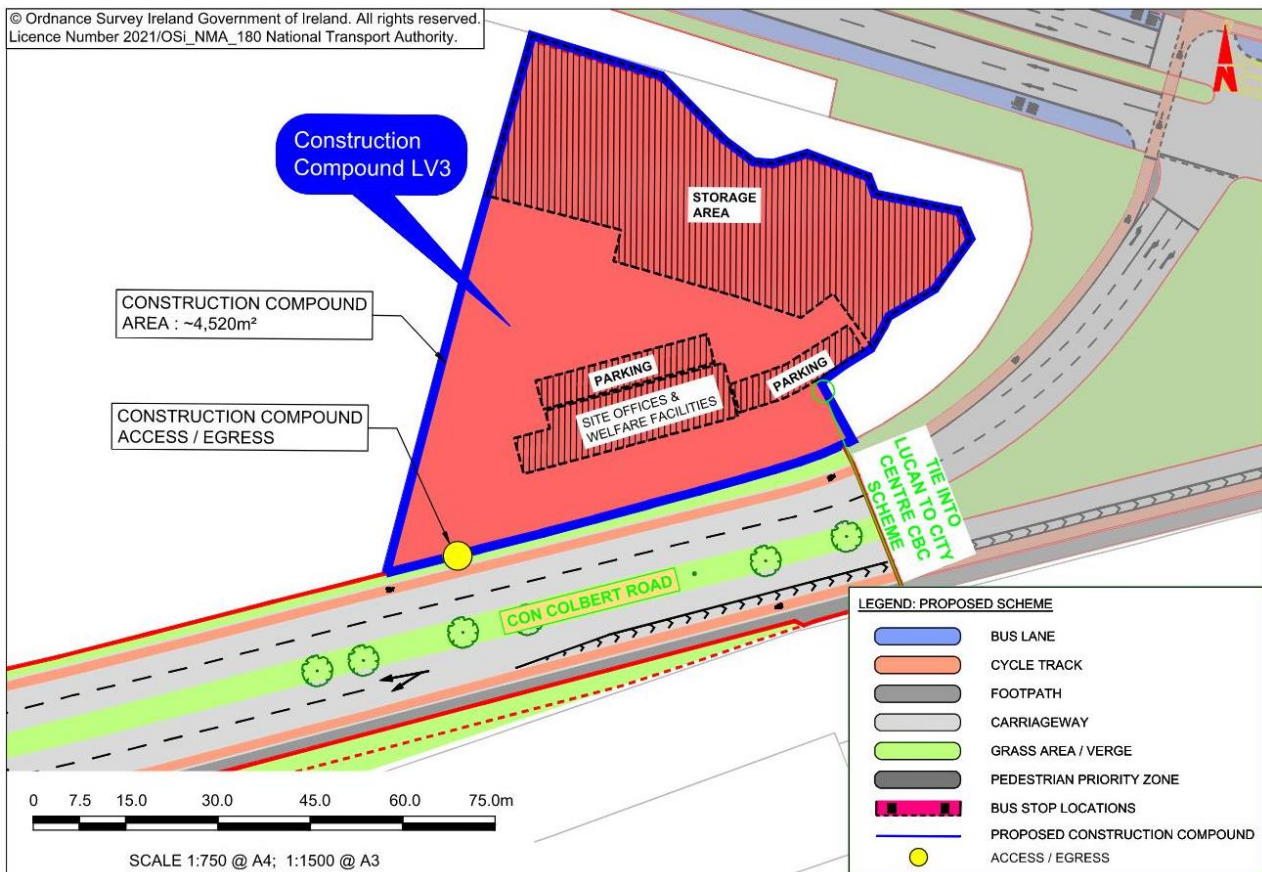 © Ordnance Survey Ireland Government of Ireland. All rights reserved.
Licence Number 2021/OSi_NMA_180 National Transport Authority.
N
Construction
Compound LV3
STORAGE
AREA
CONSTRUCTION COMPOUND
AREA : ~4,520m²
PARKING
PARKING
SITE OFFICES &
WELFARE FACILITIES
CONSTRUCTION COMPOUND
ACCESS / EGRESS
TIE INTO
LUCAN TO CITY
CENTRE CBC
SCHEME
CON COLBERT ROAD
LEGEND: PROPOSED SCHEME
BUS LANE
CYCLE TRACK
FOOTPATH
CARRIAGEWAY
GRASS AREA / VERGE
PEDESTRIAN PRIORITY ZONE
BUS STOP LOCATIONS
PROPOSED CONSTRUCTION COMPOUND
ACCESS / EGRESS
0 7.5 15.0 30.0 45.0 60.0 75.0m
SCALE 1:750 @ A4; 1:1500 @ A3